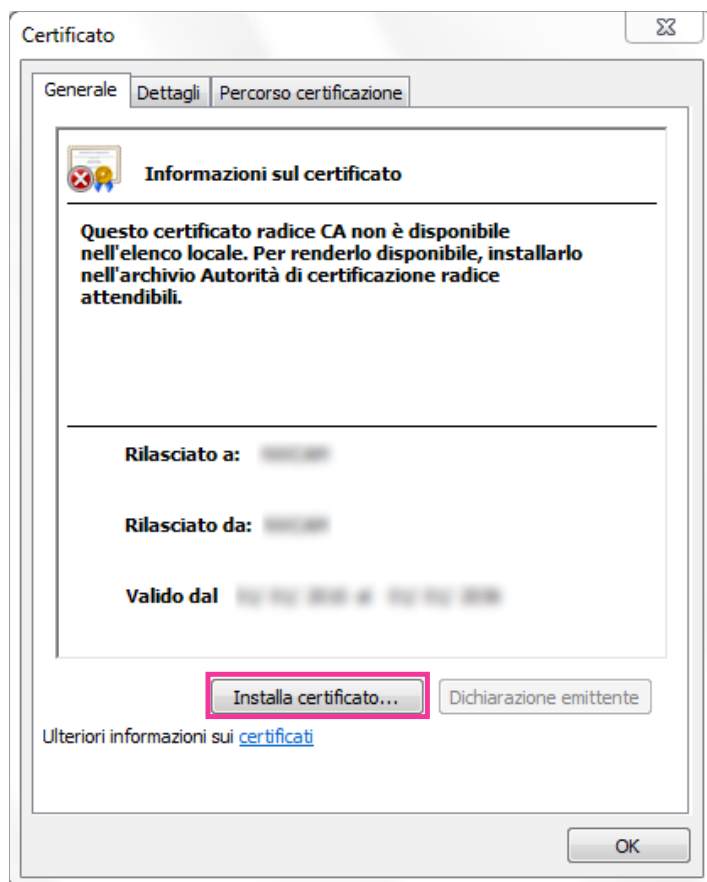 Certificato
Generale Dettagli Percorso certificazione
Informazioni sul certificato
Questo certificato radice CA non è disponibile
nell'elenco locale. Per renderlo disponibile, installarlo
nell'archivio Autorità di certificazione radice
attendibili.
Rilasciato a:
Rilasciato da:
Valido dal
Installa certificato... Dichiarazione emittente
Ulteriori informazioni sui certificati
OK